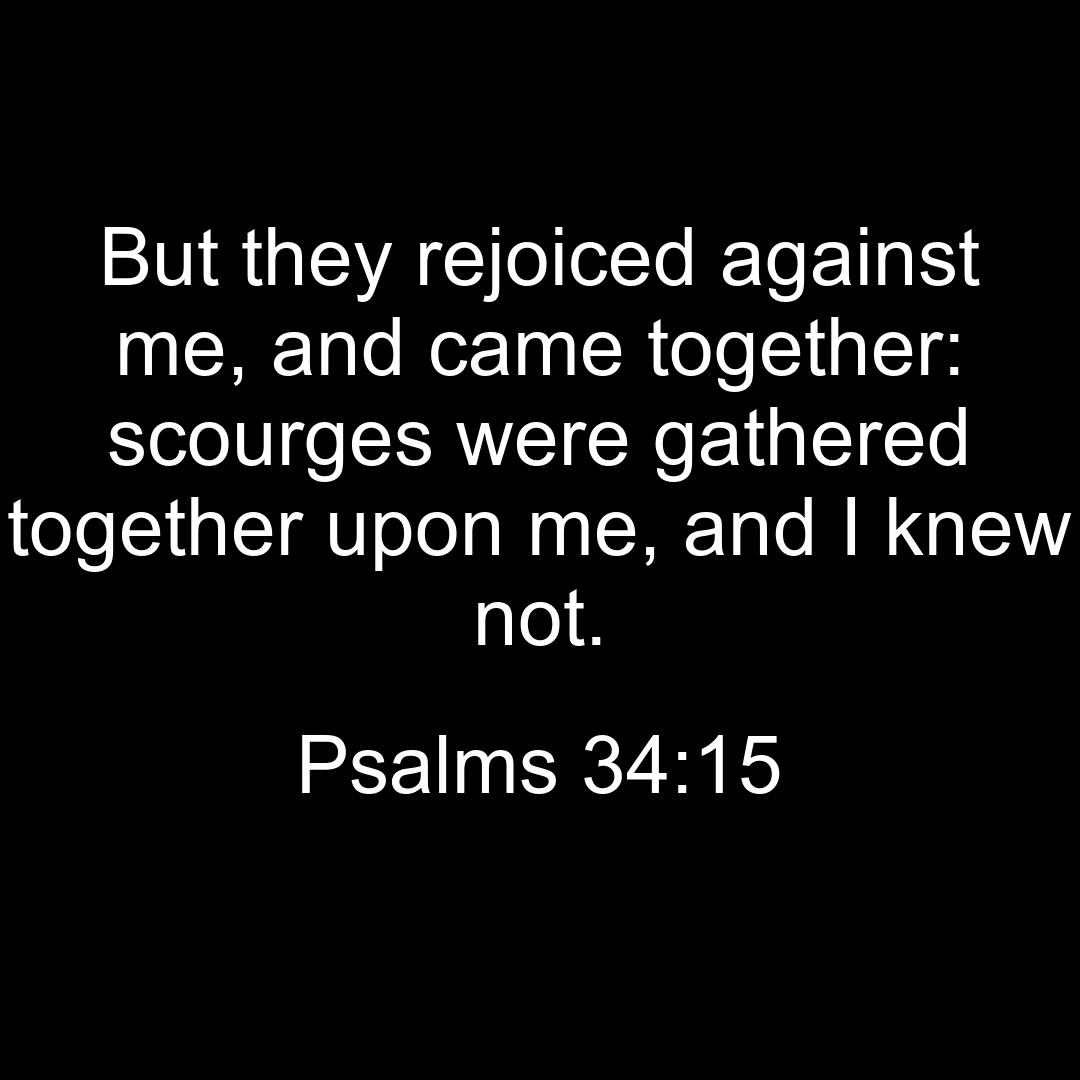 But they rejoiced against
me, and came together:
scourges were gathered
together upon me, and I knew
not.
Psalms 34:15